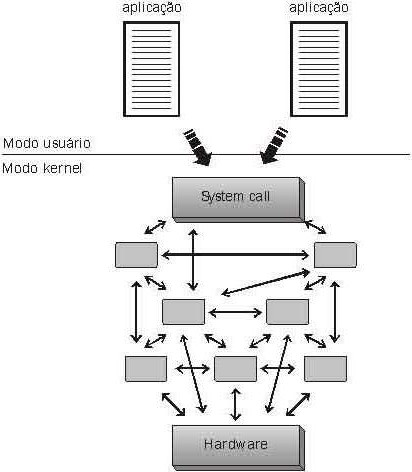 aplicação
aplicação
Modo usuário
Modo kernel
System call
Hardware